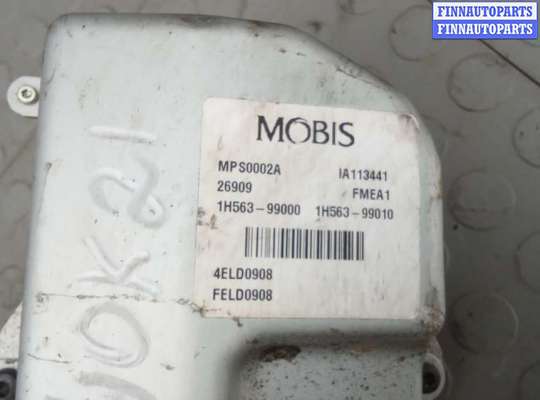 FINNAUTOPARTS
FINNAUTOPARTS
MOBIS
MPS0002A IA113441
26909 FMEA1
1H563-99000 1H563-99010
4ELD0908
FELD0908